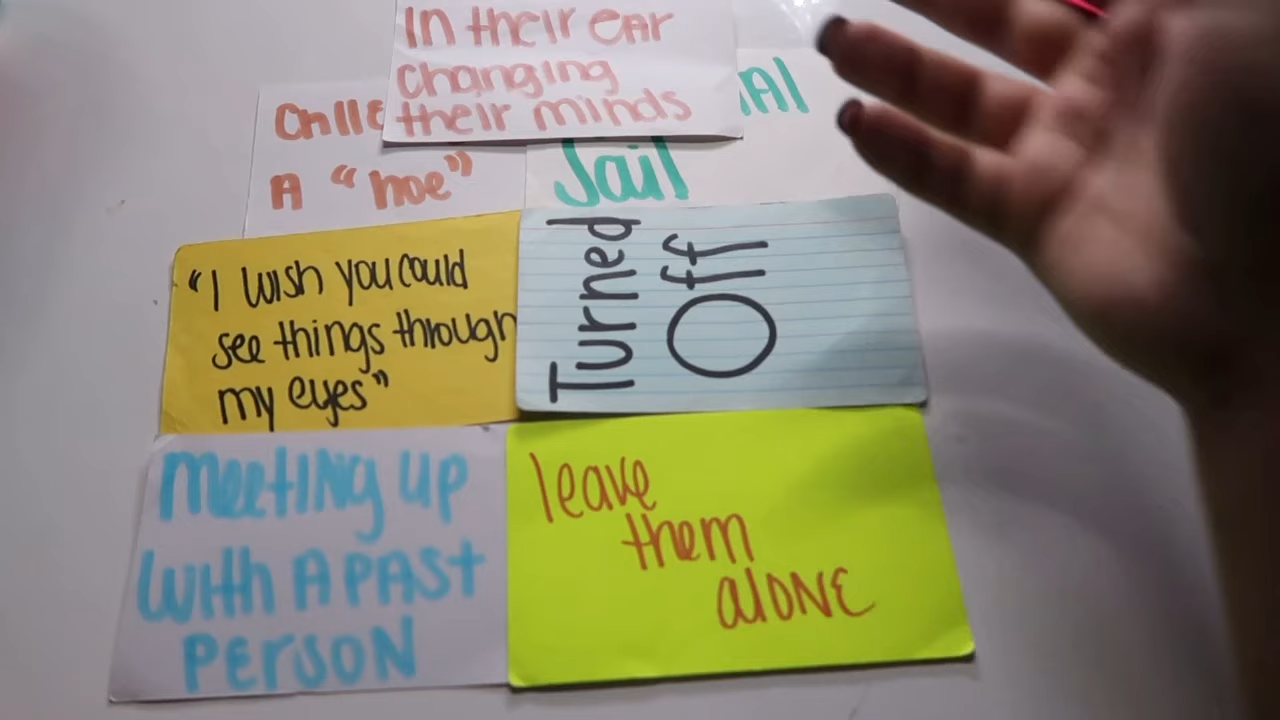 In their ear
changing
their minds
A "hoe"
Jail
"I wish you could
see things through
my eyes"
Turned
Off
Meeting up
with a past
person
leave
them
alone